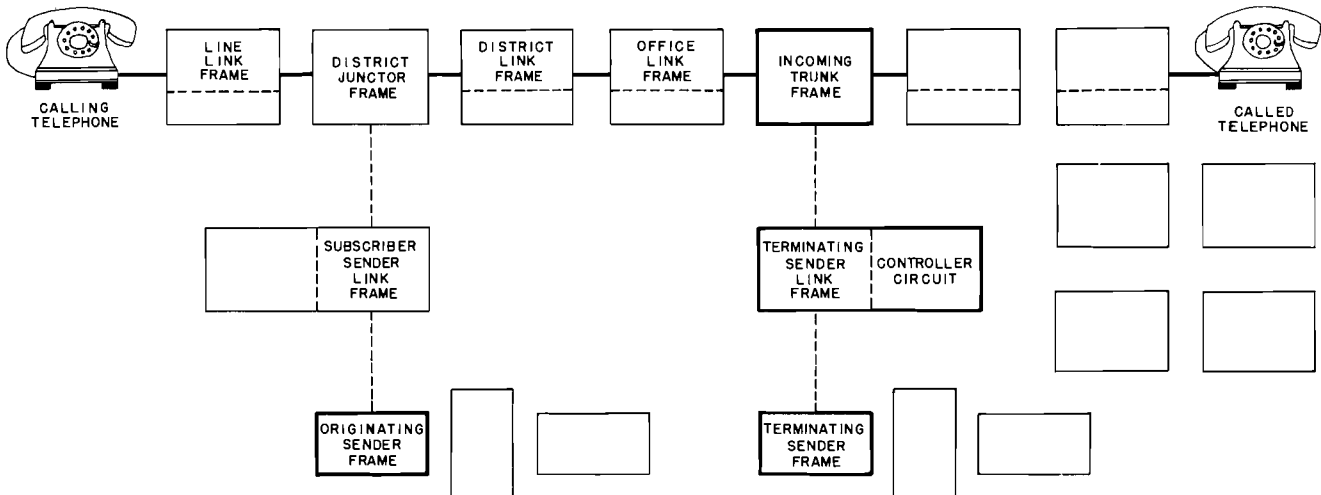 CALLING
TELEPHONE
LINE
LINK
FRAME
DISTRICT
JUNCTOR
FRAME
DISTRICT
LINK
FRAME
OFFICE
LINK
FRAME
INCOMING
TRUNK
FRAME
CALLED
TELEPHONE
SUBSCRIBER
SENDER
LINK
FRAME
TERMINATING
SENDER
LINK
FRAME
CONTROLLER
CIRCUIT
ORIGINATING
SENDER
FRAME
TERMINATING
SENDER
FRAME